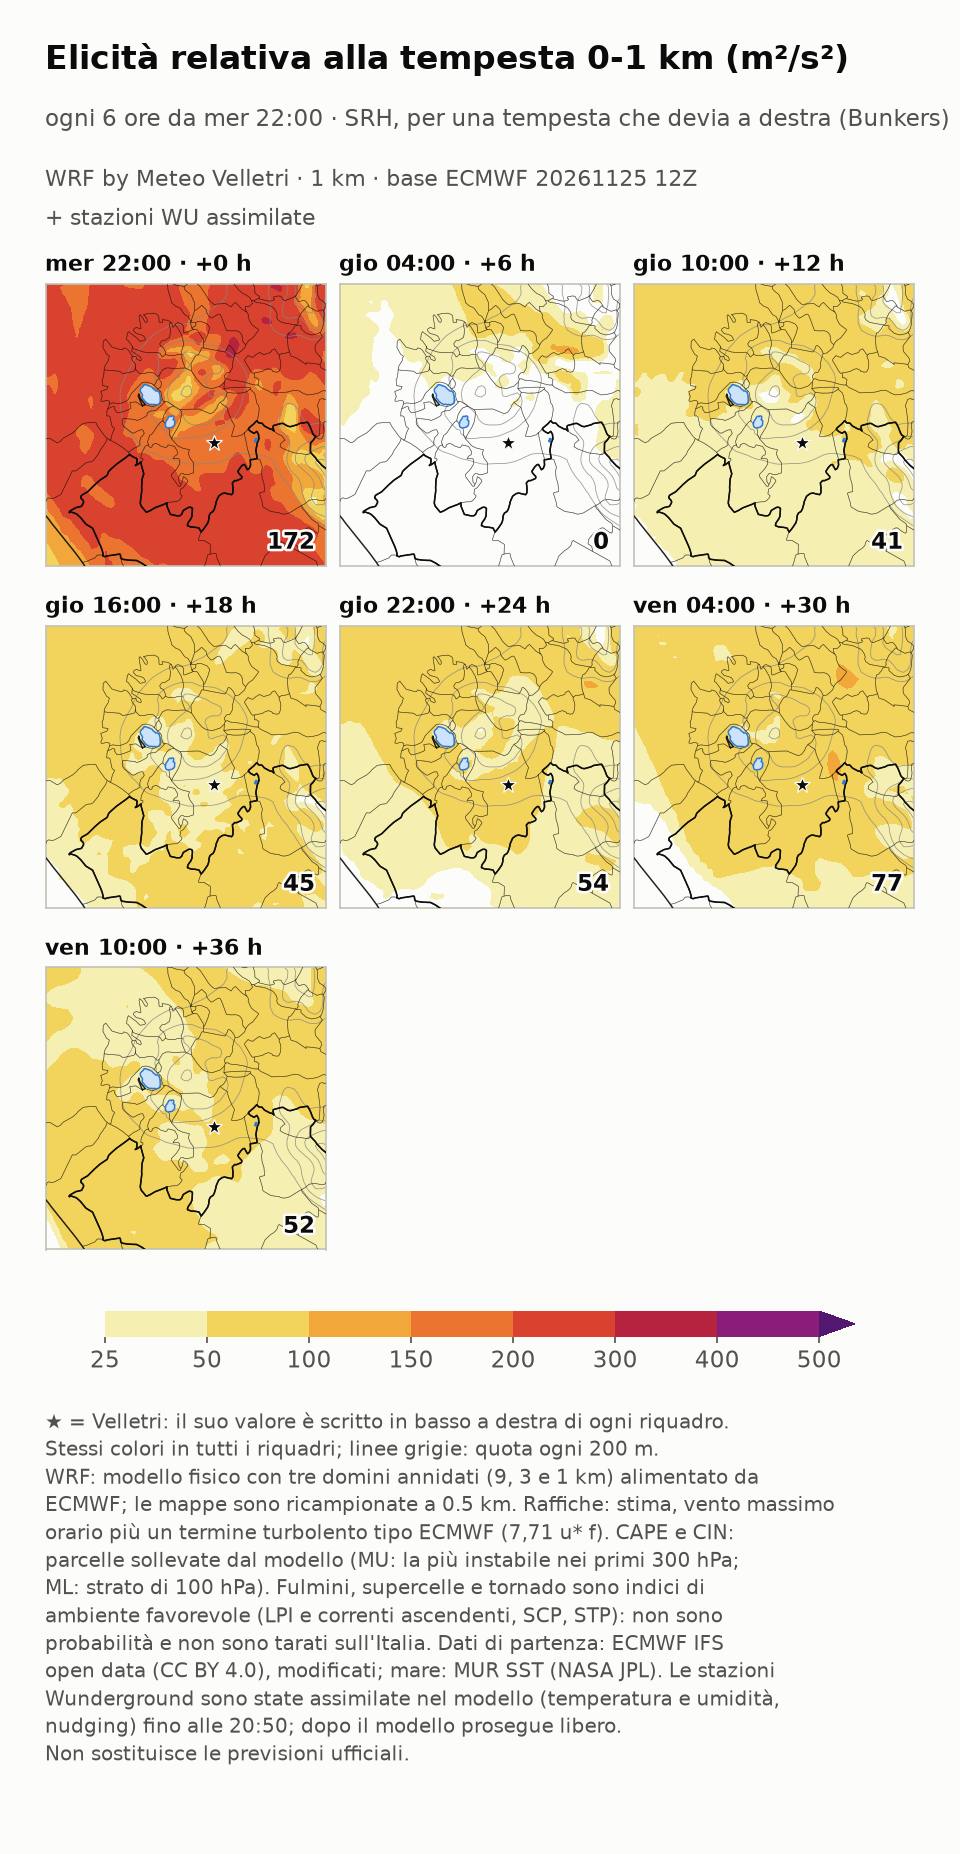 Elicità relativa alla tempesta 0-1 km (m²/s²)
ogni 6 ore da mer 22:00 · SRH, per una tempesta che devia a destra (Bunkers)
WRF by Meteo Velletri · 1 km · base ECMWF 20261125 12Z
+ stazioni WU assimilate
mer 22:00 · +0 h
gio 04:00 · +6 h
gio 10:00 · +12 h
172
0
41
gio 16:00 · +18 h
gio 22:00 · +24 h
ven 04:00 · +30 h
45
54
77
ven 10:00 · +36 h
52
25 50 100 150 200 300 400 500
★ = Velletri: il suo valore è scritto in basso a destra di ogni riquadro.
Stessi colori in tutti i riquadri; linee grigie: quota ogni 200 m.
WRF: modello fisico con tre domini annidati (9, 3 e 1 km) alimentato da
ECMWF; le mappe sono ricampionate a 0.5 km. Raffiche: stima, vento massimo
orario più un termine turbolento tipo ECMWF (7,71 u* f). CAPE e CIN:
parcelle sollevate dal modello (MU: la più instabile nei primi 300 hPa;
ML: strato di 100 hPa). Fulmini, supercelle e tornado sono indici di
ambiente favorevole (LPI e correnti ascendenti, SCP, STP): non sono
probabilità e non sono tarati sull'Italia. Dati di partenza: ECMWF IFS
open data (CC BY 4.0), modificati; mare: MUR SST (NASA JPL). Le stazioni
Wunderground sono state assimilate nel modello (temperatura e umidità,
nudging) fino alle 20:50; dopo il modello prosegue libero.
Non sostituisce le previsioni ufficiali.